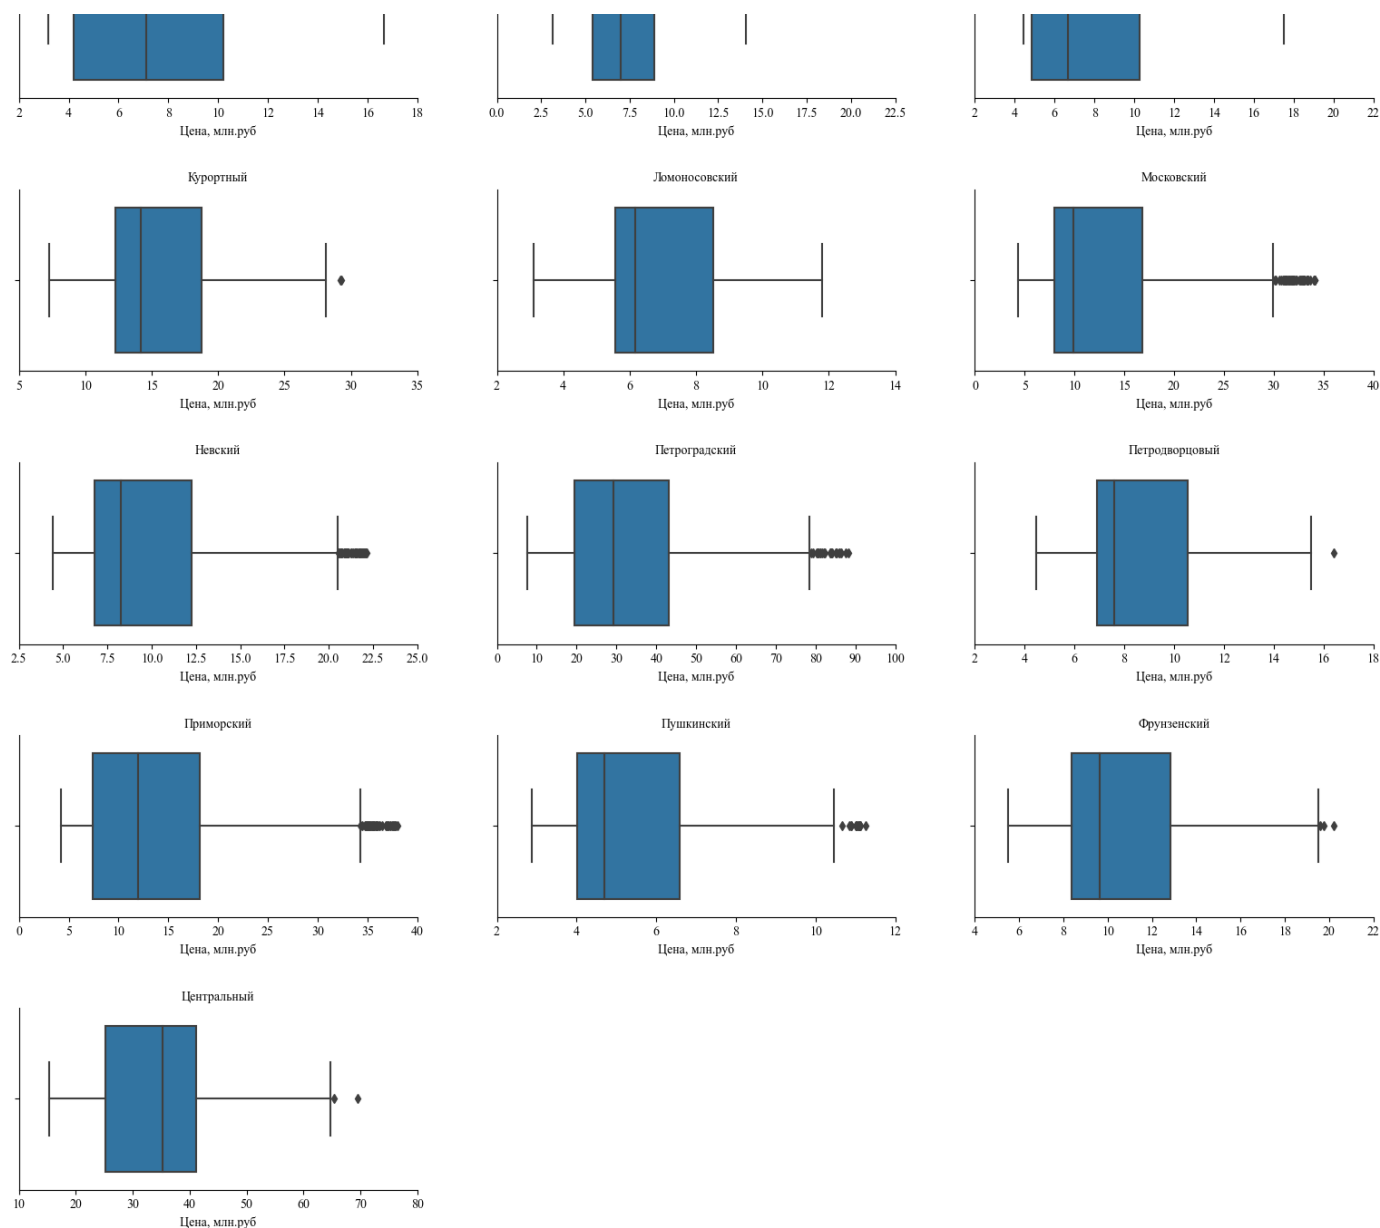 2 4 6 8 10 12 14 16 18
Цена, млн.руб
0.0 2.5 5.0 7.5 10.0 12.5 15.0 17.5 20.0 22.5
Цена, млн.руб
2 4 6 8 10 12 14 16 18 20 22
Цена, млн.руб
Курортный
5 10 15 20 25 30 35
Цена, млн.руб
Ломоносовский
2 4 6 8 10 12 14
Цена, млн.руб
Московский
0 5 10 15 20 25 30 35 40
Цена, млн.руб
Невский
2.5 5.0 7.5 10.0 12.5 15.0 17.5 20.0 22.5 25.0
Цена, млн.руб
Петроградский
0 10 20 30 40 50 60 70 80 90 100
Цена, млн.руб
Петродворцовый
2 4 6 8 10 12 14 16 18
Цена, млн.руб
Приморский
0 5 10 15 20 25 30 35 40
Цена, млн.руб
Пушкинский
2 4 6 8 10 12
Цена, млн.руб
Фрунзенский
4 6 8 10 12 14 16 18 20 22
Цена, млн.руб
Центральный
10 20 30 40 50 60 70 80
Цена, млн.руб